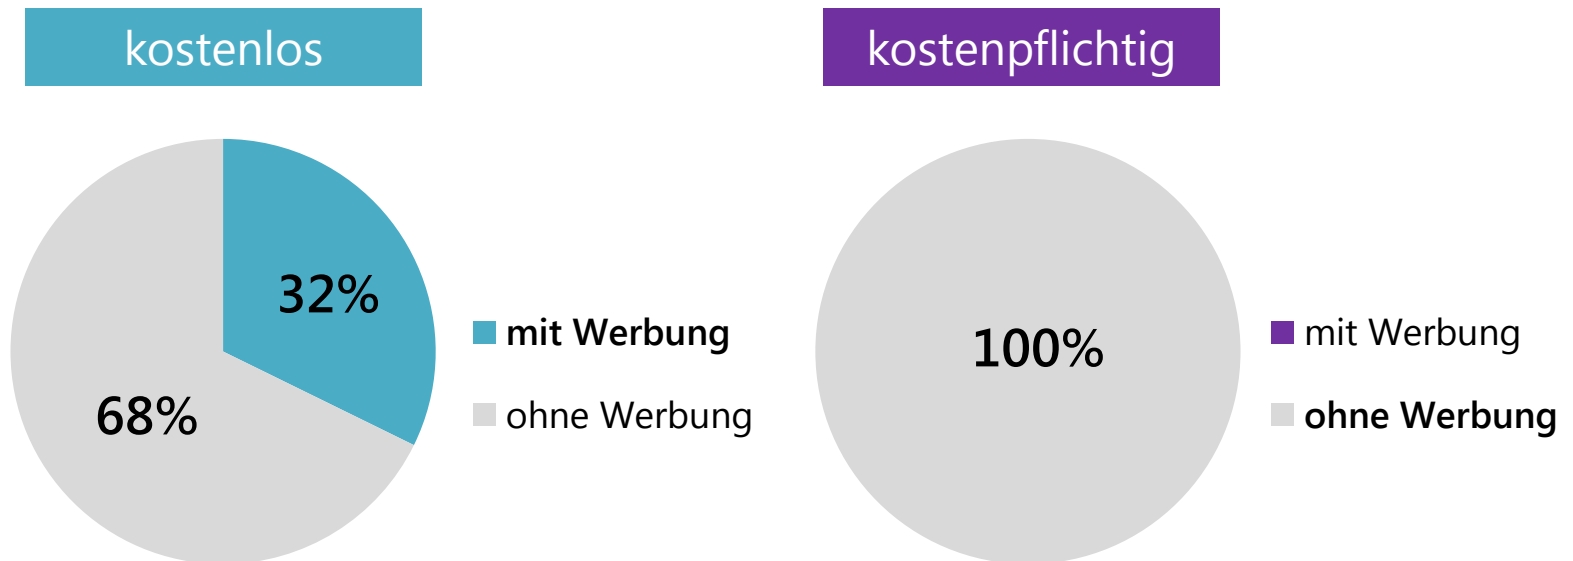 kostenlos
kostenpflichtig
32%
68%
mit Werbung
ohne Werbung
100%
mit Werbung
ohne Werbung